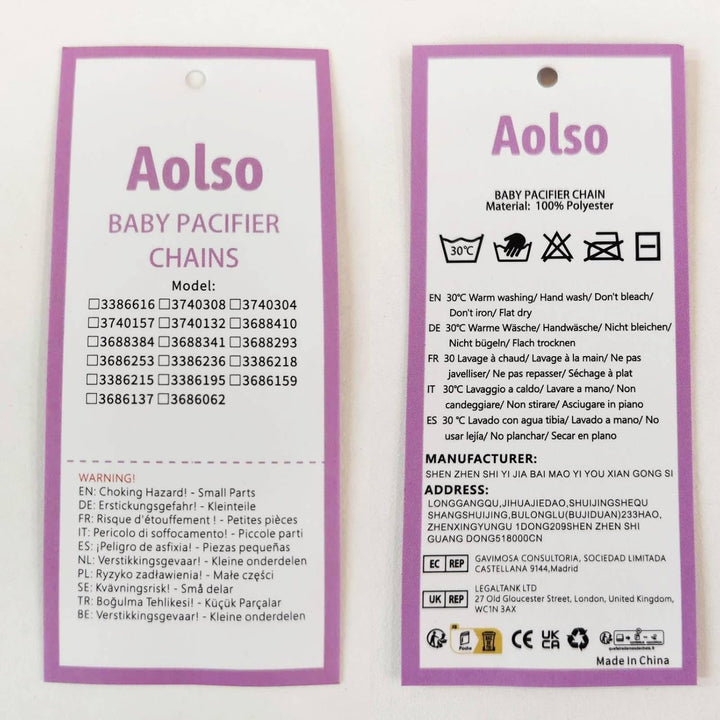 Aolso
BABY PACIFIER
CHAINS
Model:
□3386616 □3740308 □3740304
□3740157 □3740132 □3688410
□3688384 □3688341 □3688293
□3686253 □3386236 □3386218
□3386215 □3386195 □3686159
□3686137 □3686062
WARNING!
EN: Choking Hazard! - Small Parts
DE: Erstickungsgefahr! - Kleinteile
FR: Risque d'étouffement ! - Petites pièces
IT: Pericolo di soffocamento! - Piccole parti
ES: ¡Peligro de asfixia! - Piezas pequeñas
NL: Verstikkingsgevaar! - Kleine onderdelen
PL: Ryzyko zadławienia! - Małe części
SE: Kvävningsrisk! - Små delar
TR: Boğulma Tehlikesi! - Küçük Parçalar
BE: Verstikkingsgevaar! - Kleine onderdelen
Aolso
BABY PACIFIER CHAIN
Material: 100% Polyester
30℃
EN 30℃ Warm washing/ Hand wash/ Don't bleach/
Don't iron/ Flat dry
DE 30℃ Warme Wäsche/ Handwäsche/ Nicht bleichen/
Nicht bügeln/ Flach trocknen
FR 30 Lavage à chaud/ Lavage à la main/ Ne pas
javelliser/ Ne pas repasser/ Séchage à plat
IT 30℃ Lavaggio a caldo/ Lavare a mano/ Non
candeggiare/ Non stirare/ Asciugare in piano
ES 30 ℃ Lavado con agua tibia/ Lavado a mano/ No
usar lejía/ No planchar/ Secar en plano
MANUFACTURER:
SHEN ZHEN SHI YI JIA BAI MAO YI YOU XIAN GONG SI
ADDRESS:
LONGGANGQU,JIHUAJIEDAO,SHUIJINGSHEQU
SHANGSHUIJING,BULONGLU(BUJIDUAN)233HAO,
ZHENXINGYUNGU 1DONG209SHEN ZHEN SHI
GUANG DONG518000CN
EC REP
GAVIMOSA CONSULTORIA, SOCIEDAD LIMITADA
CASTELLANA 9144,Madrid
UK REP
LEGALTANK LTD
27 Old Gloucester Street, London, United Kingdom,
WC1N 3AX
FR
Poche
CE UK
CA
Made In China